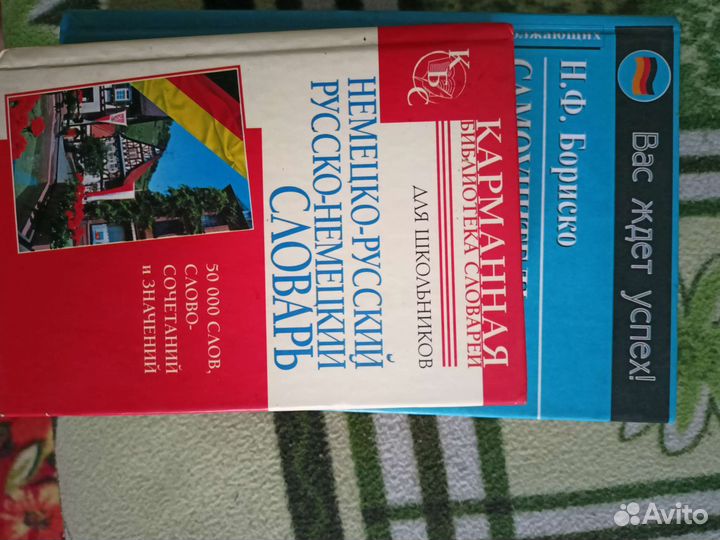 КБС
КАРМАННАЯ
БИБЛИОТЕКА СЛОВАРЕЙ
ДЛЯ ШКОЛЬНИКОВ
НЕМЕЦКО-РУССКИЙ
РУССКО-НЕМЕЦКИЙ
СЛОВАРЬ
50 000 СЛОВ,
СЛОВО-
СОЧЕТАНИЙ
И ЗНАЧЕНИЙ
Вас ждет успех!
Н.Ф. Бориско
Avito